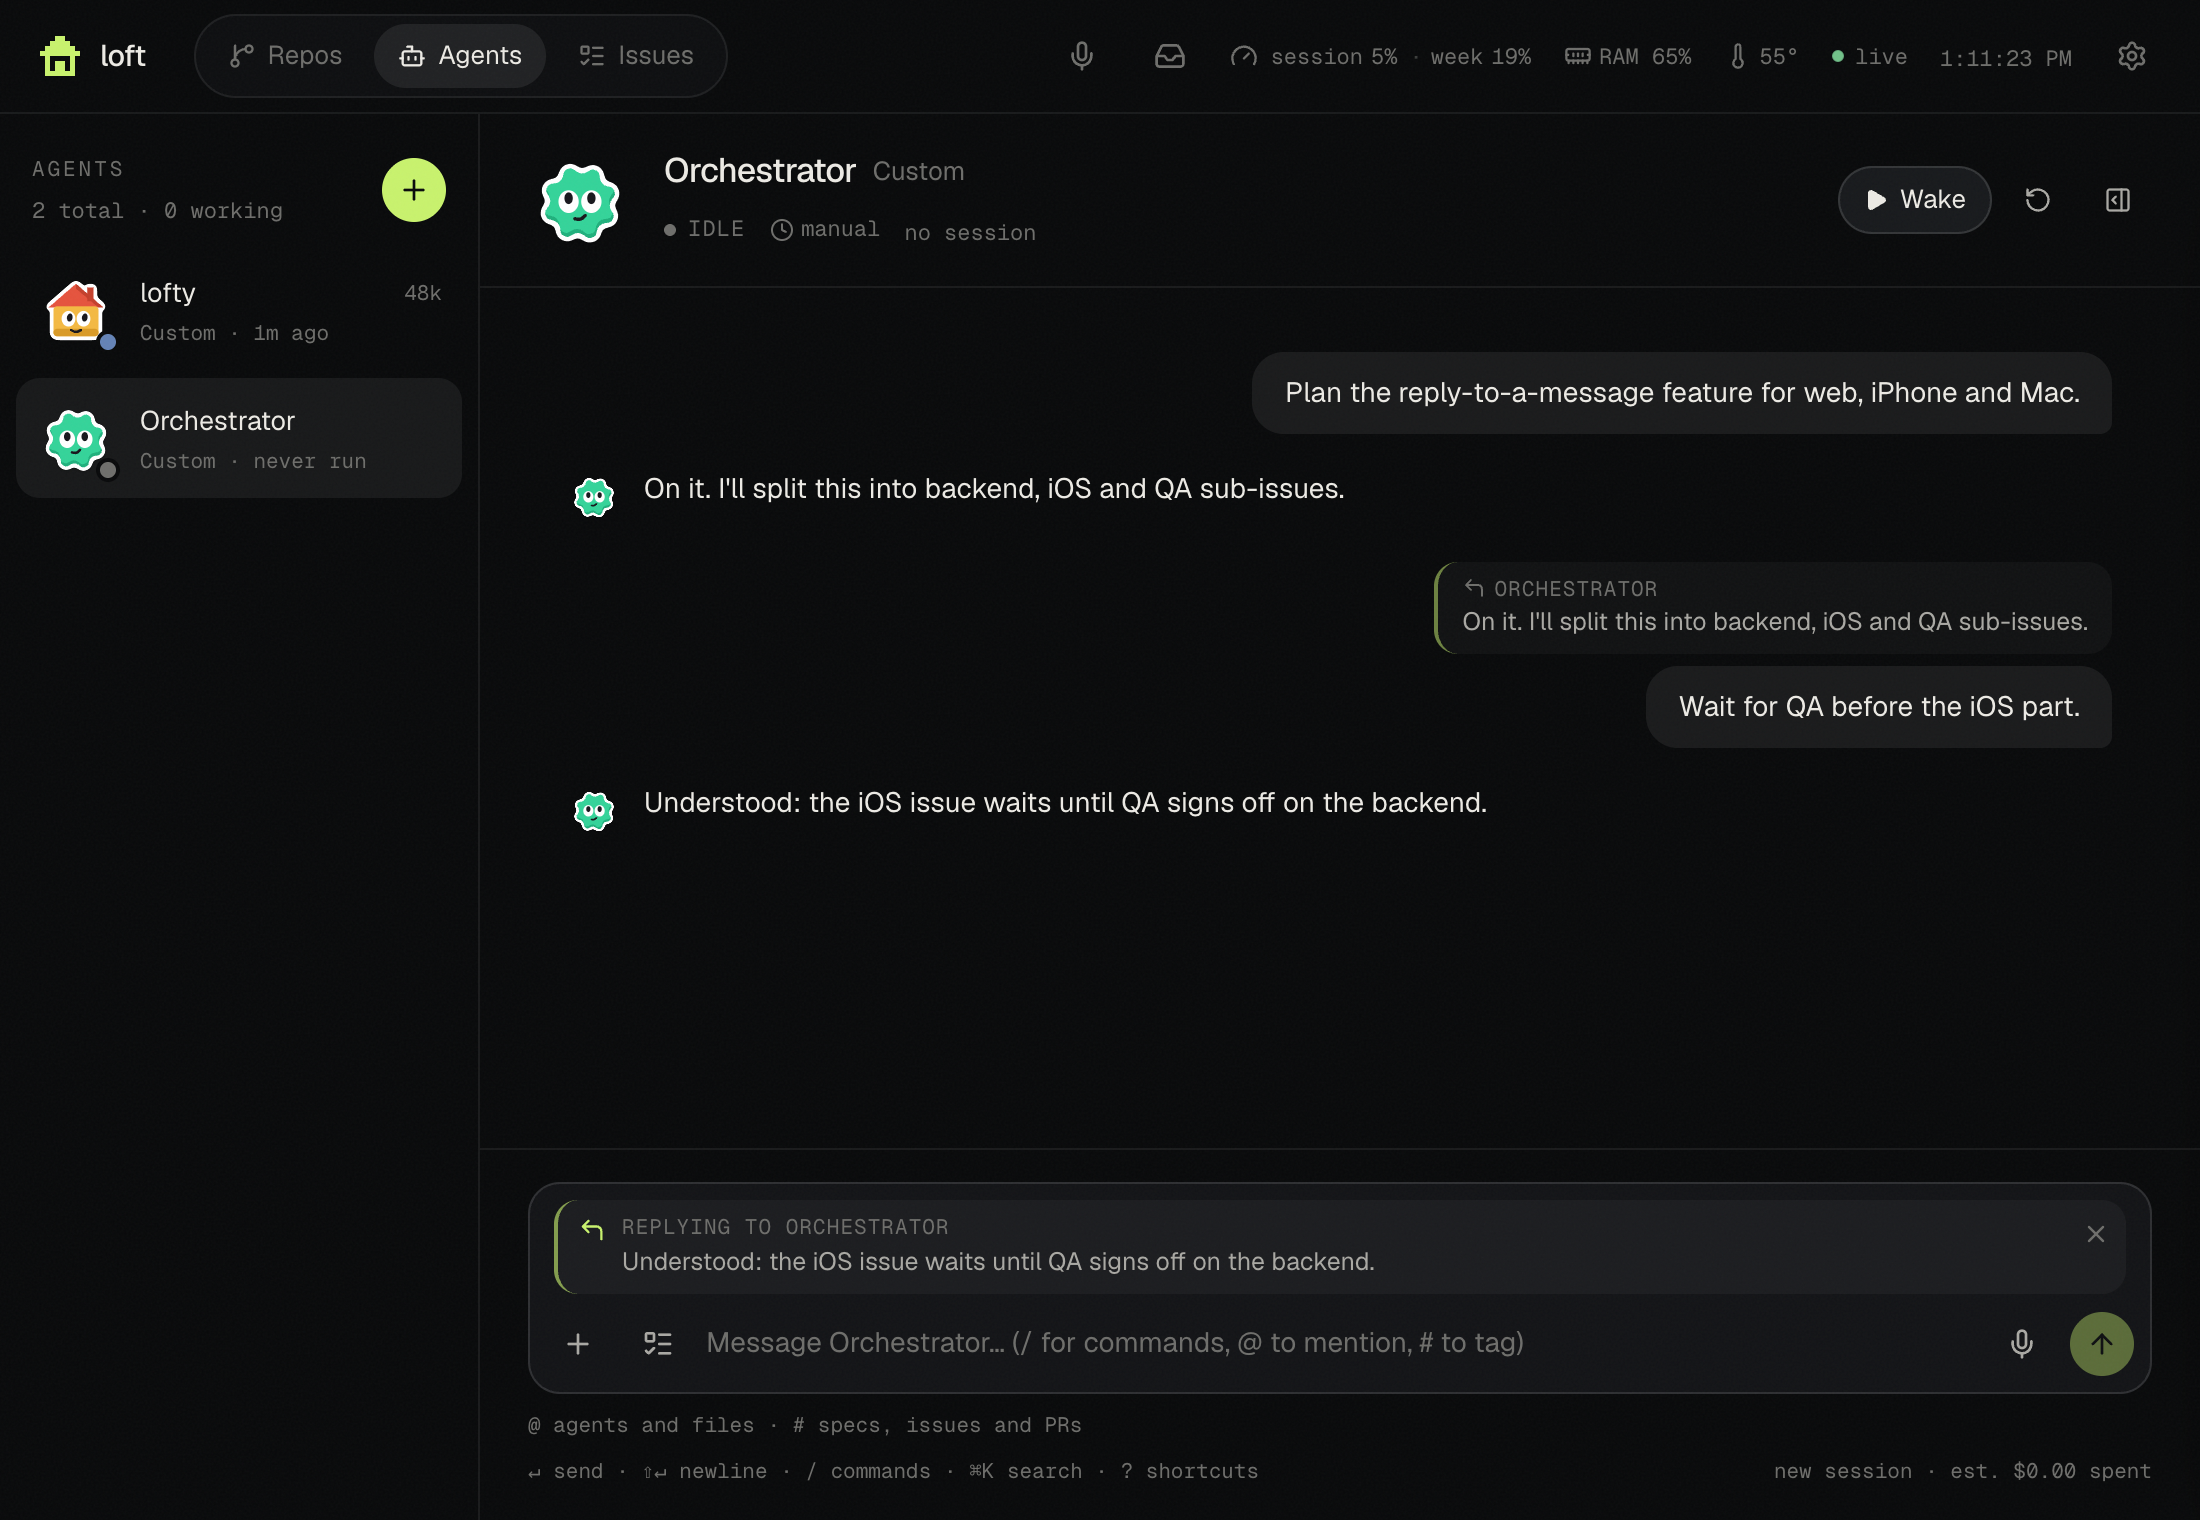 loft
Repos
Agents
Issues
session 5% · week 19%
RAM 65%
55°
live
1:11:23 PM
AGENTS
2 total · 0 working
lofty
48k
Custom · 1m ago
Orchestrator
Custom · never run
Orchestrator Custom
IDLE manual no session
Wake
Plan the reply-to-a-message feature for web, iPhone and Mac.
On it. I'll split this into backend, iOS and QA sub-issues.
ORCHESTRATOR
On it. I'll split this into backend, iOS and QA sub-issues.
Wait for QA before the iOS part.
Understood: the iOS issue waits until QA signs off on the backend.
REPLYING TO ORCHESTRATOR
Understood: the iOS issue waits until QA signs off on the backend.
Message Orchestrator... (/ for commands, @ to mention, # to tag)
@ agents and files · # specs, issues and PRs
↵ send · ⇧↵ newline · / commands · ⌘K search · ? shortcuts
new session · est. $0.00 spent